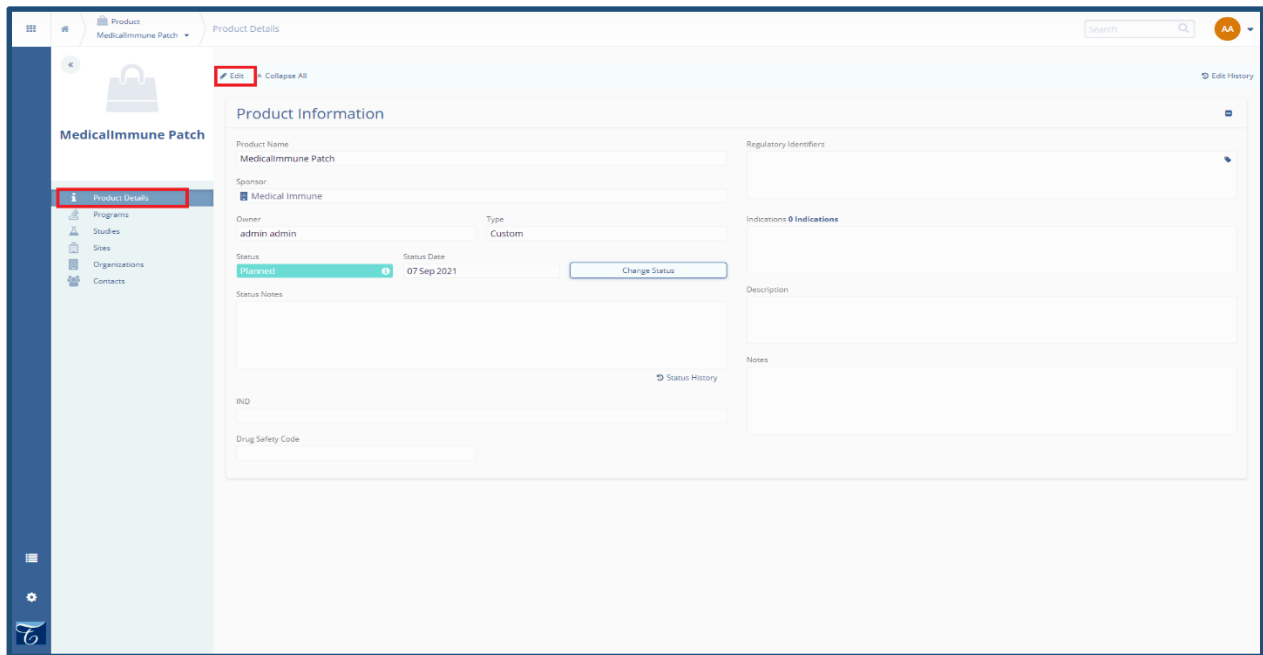 Product
MedicalImmune Patch
Product Details
Search
AA
MedicalImmune Patch
Product Details
Programs
Studies
Sites
Organizations
Contacts
Edit
Collapse All
Edit History
Product Information
Product Name
MedicalImmune Patch
Sponsor
Medical Immune
Owner
Type
admin admin
Custom
Status
Status Date
Planned
07 Sep 2021
Change Status
Status Notes
Status History
IND
Drug Safety Code
Regulatory Identifiers
Indications 0 Indications
Description
Notes